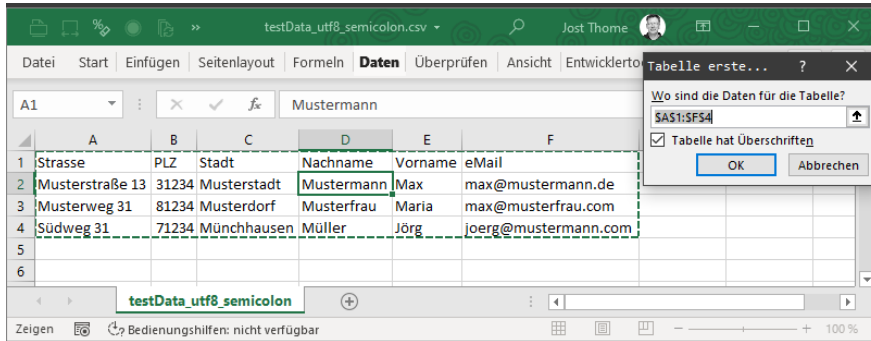 testData_utf8_semicolon.csv
Jost Thome
Datei Start Einfügen Seitenlayout Formeln Daten Überprüfen Ansicht Entwicklerto
Tabelle erste... ?
Wo sind die Daten für die Tabelle?
$A$1:$F$4
Tabelle hat Überschriften
OK Abbrechen
A1 fx Mustermann
A B C D E F
1 Strasse PLZ Stadt Nachname Vorname eMail
2 Musterstraße 13 31234 Musterstadt Mustermann Max max@mustermann.de
3 Musterweg 31 81234 Musterdorf Musterfrau Maria max@musterfrau.com
4 Südweg 31 71234 Münchhausen Müller Jörg joerg@mustermann.com
5
6
testData_utf8_semicolon
Zeigen Bedienungshilfen: nicht verfügbar 100 %